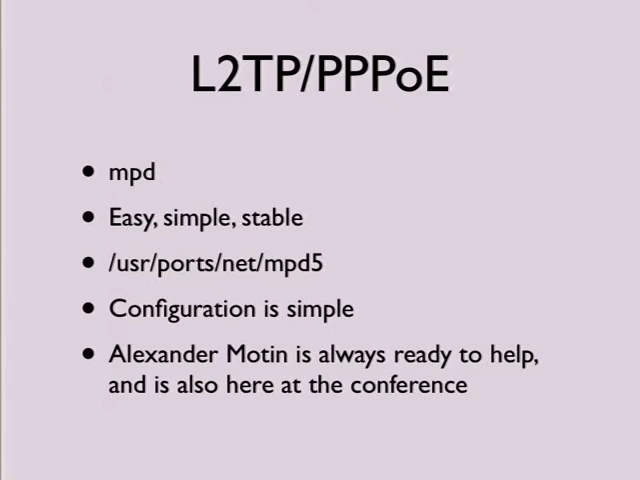 L2TP/PPPoE
• mpd
• Easy, simple, stable
• /usr/ports/net/mpd5
• Configuration is simple
• Alexander Motin is always ready to help,
and is also here at the conference